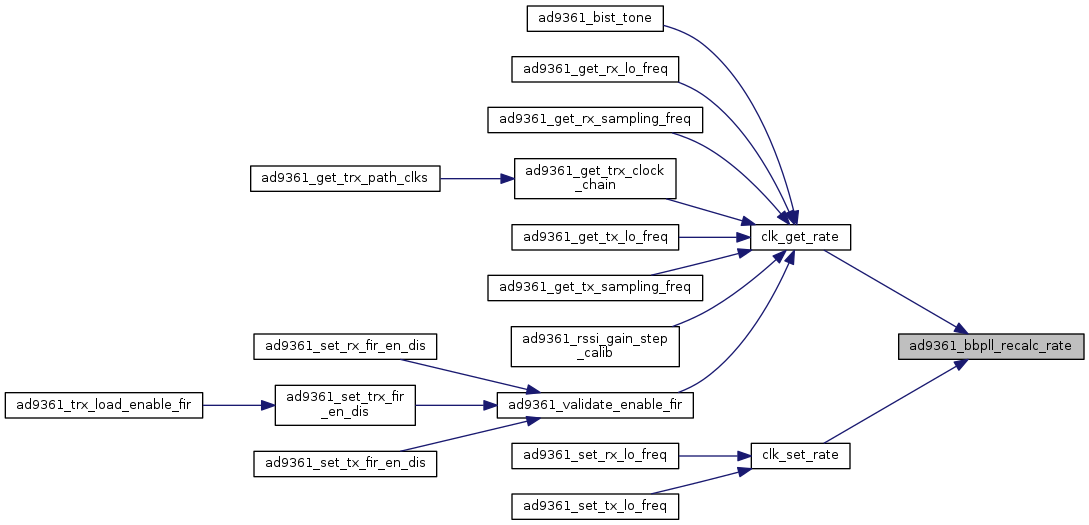 ad9361_bist_tone
ad9361_get_rx_lo_freq
ad9361_get_rx_sampling_freq
ad9361_get_trx_path_clks
ad9361_get_trx_clock
_chain
ad9361_get_tx_lo_freq
clk_get_rate
ad9361_get_tx_sampling_freq
ad9361_rssi_gain_step
_calib
ad9361_bbpll_recalc_rate
ad9361_set_rx_fir_en_dis
ad9361_trx_load_enable_fir
ad9361_set_trx_fir
_en_dis
ad9361_validate_enable_fir
ad9361_set_tx_fir_en_dis
ad9361_set_rx_lo_freq
clk_set_rate
ad9361_set_tx_lo_freq